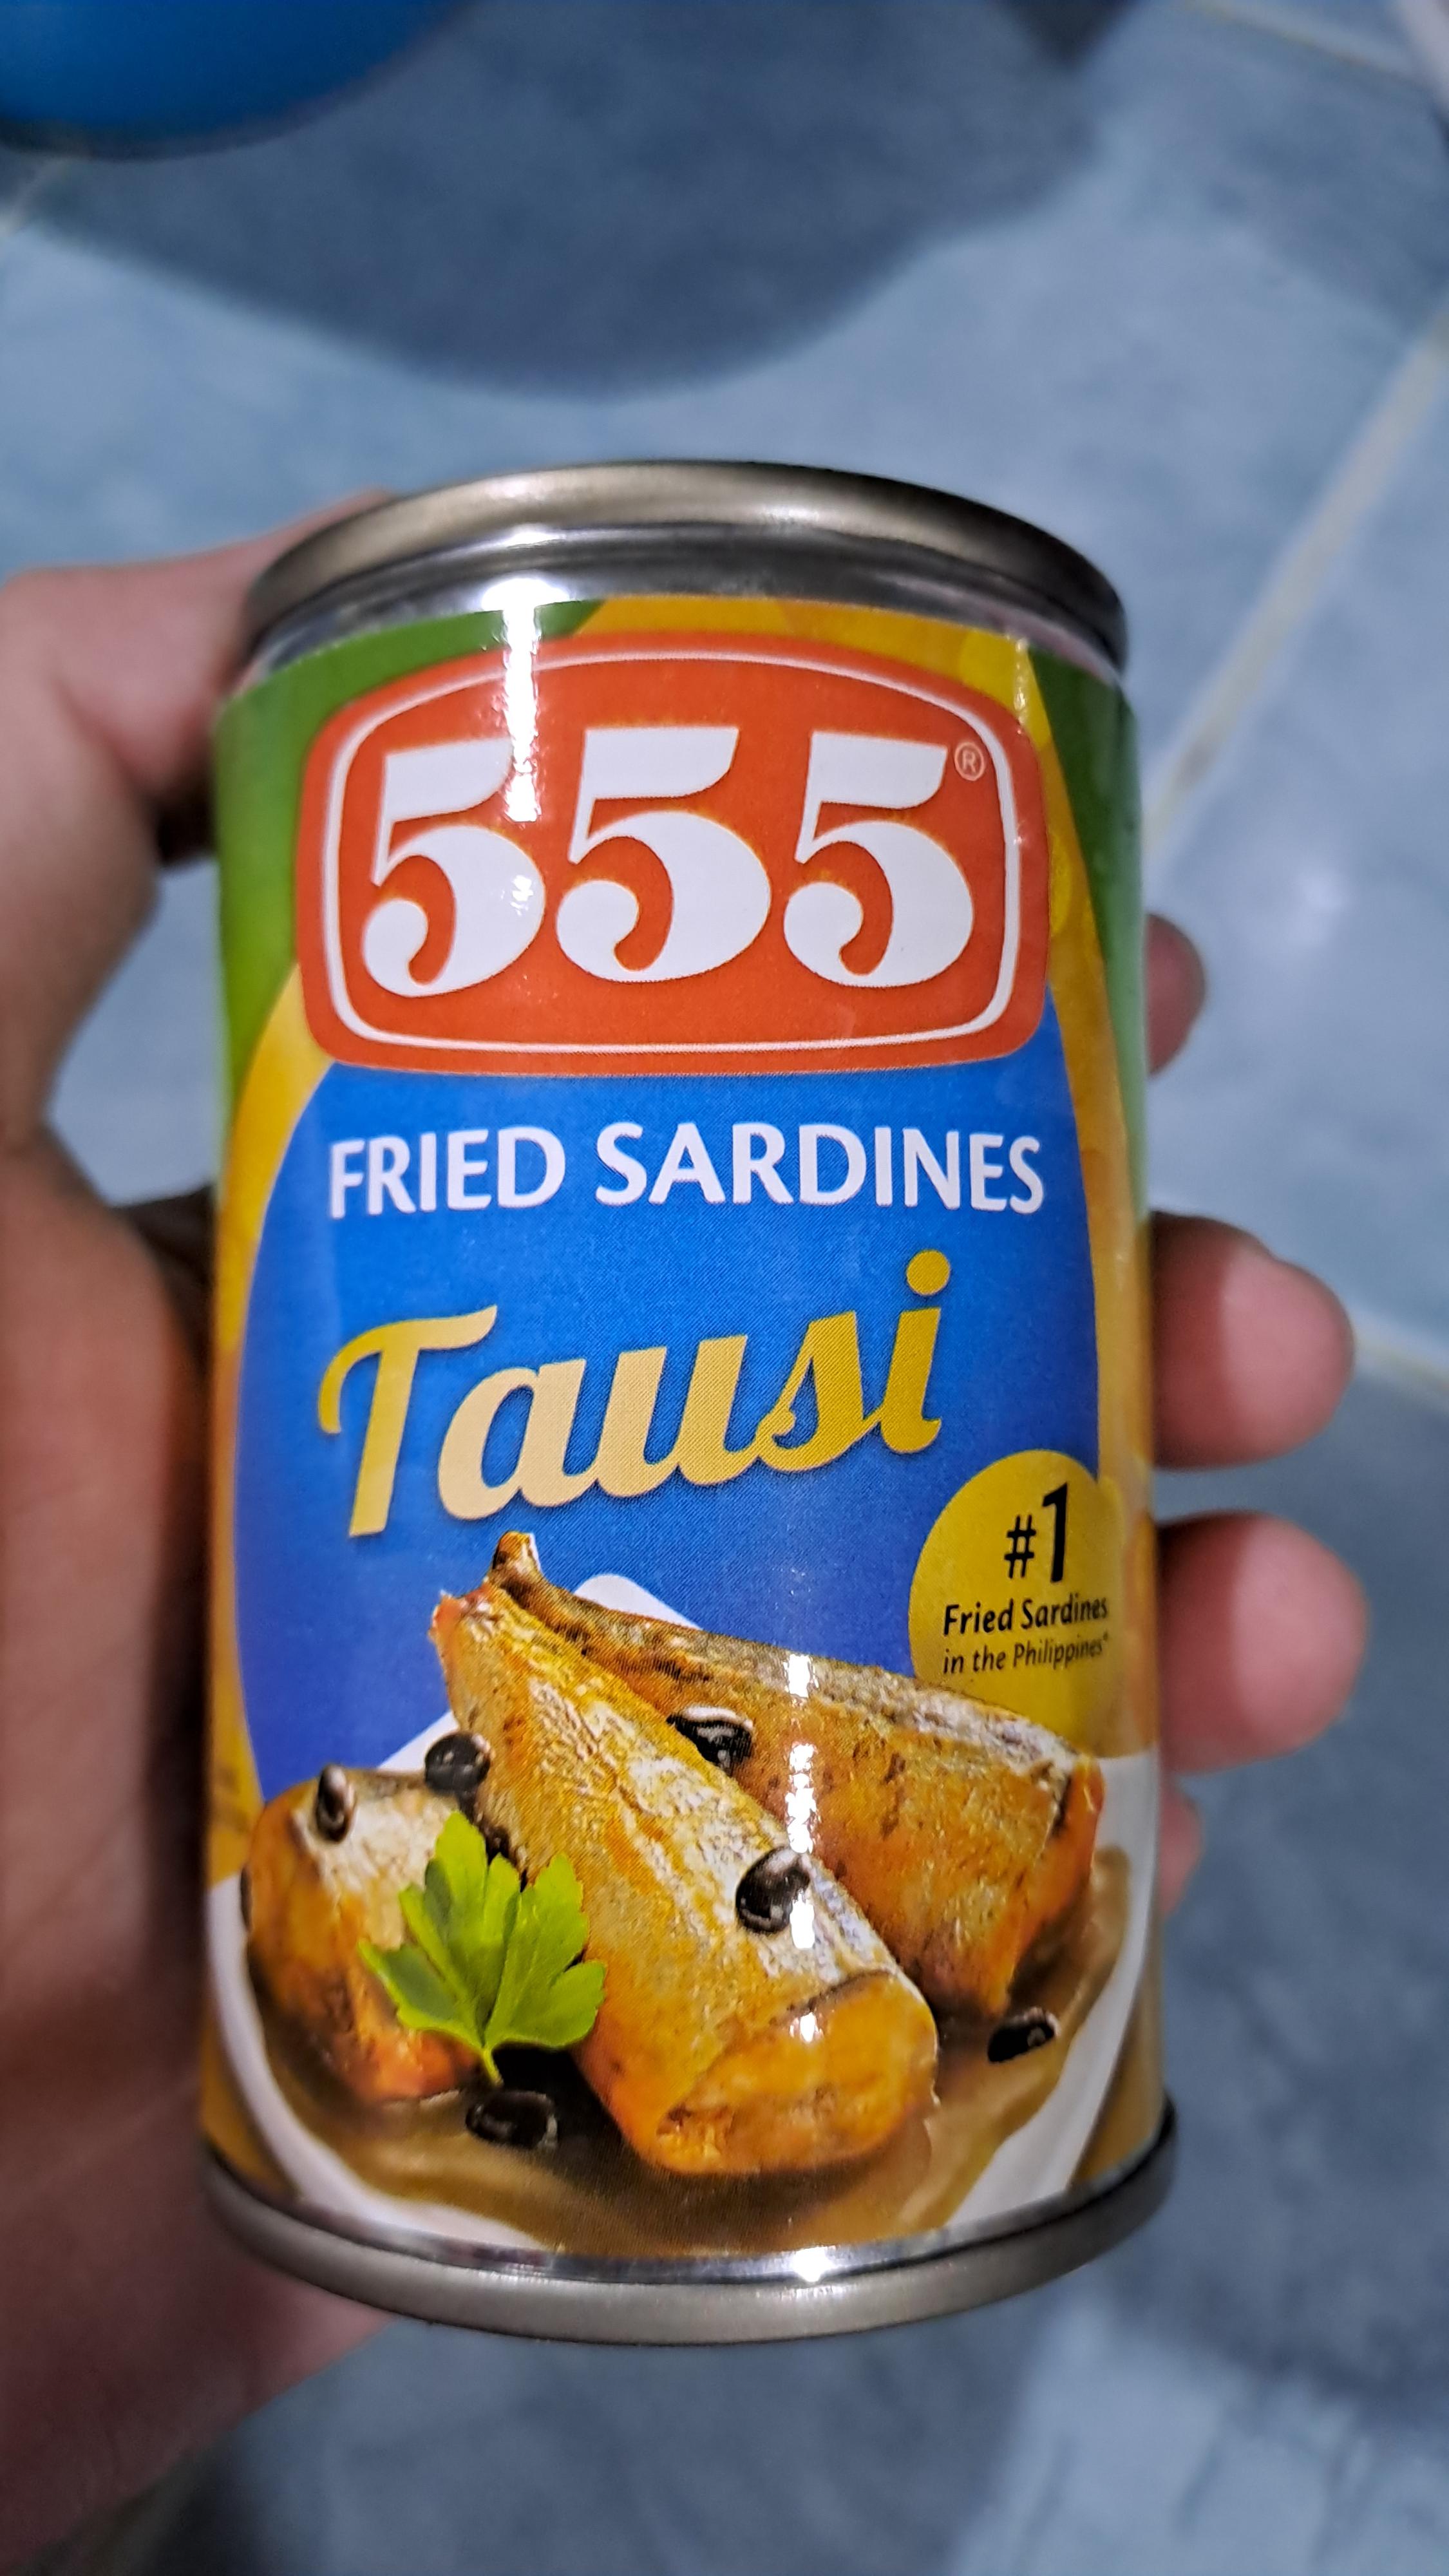 555®
FRIED SARDINES
Tausi
#1
Fried Sardines
in the Philippines*